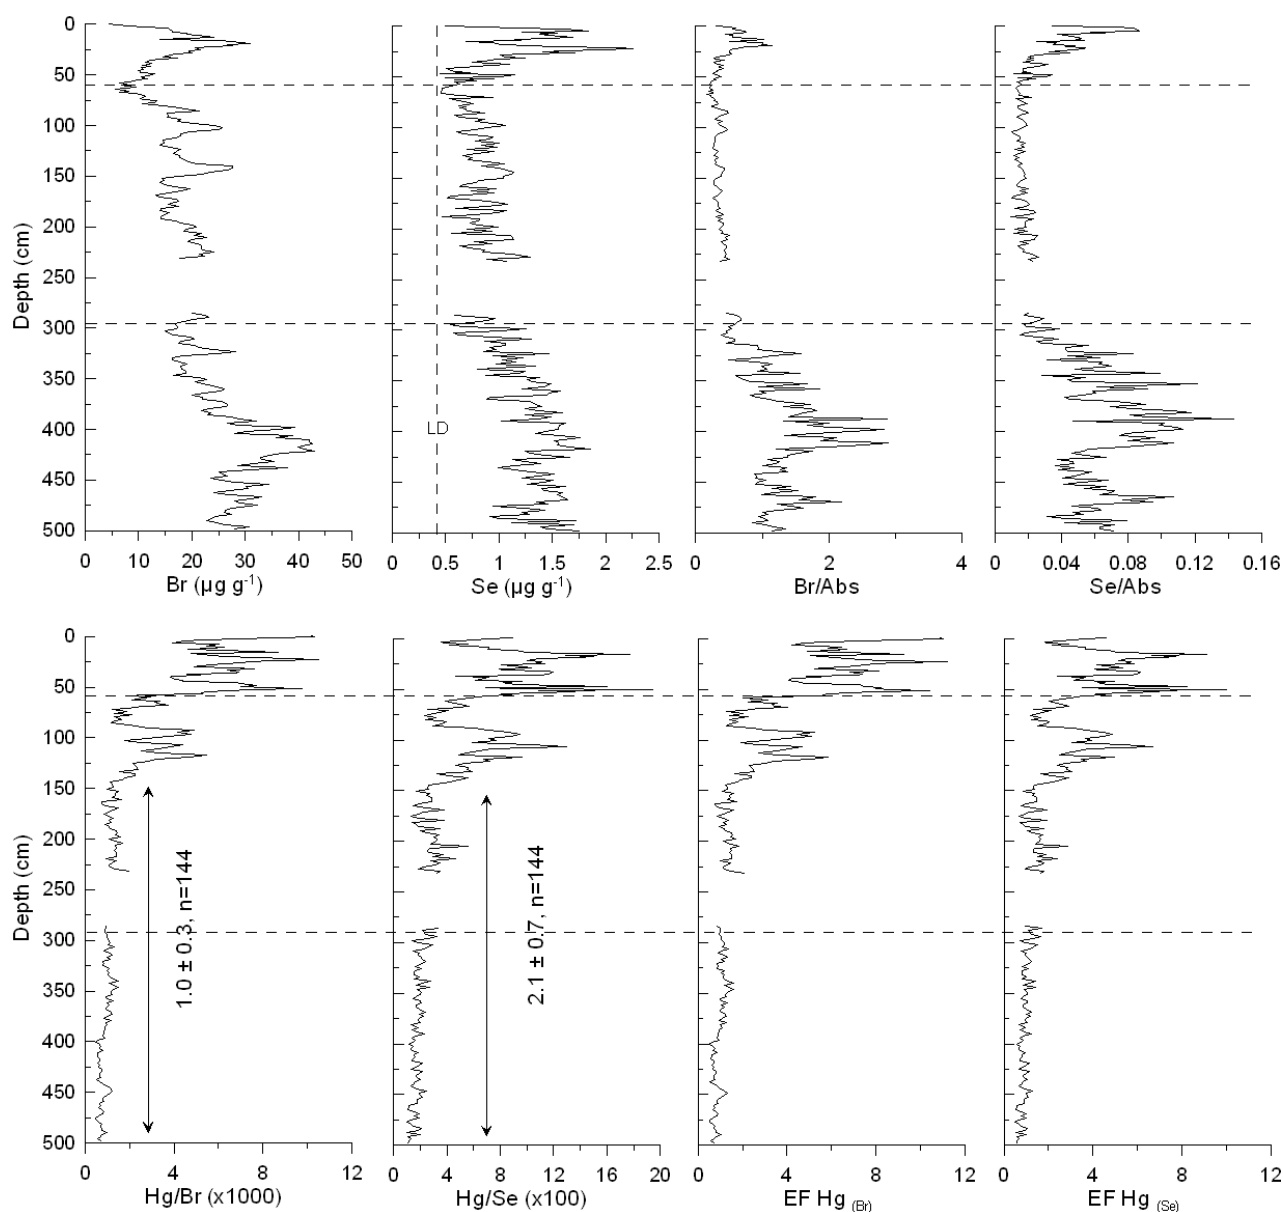 0
50
100
150
200
250
300
350
400
450
500
Depth (cm)
0 10 20 30 40 50
Br (µg g-1)
LD
0 0.5 1 1.5 2 2.5
Se (µg g-1)
0 2 4
Br/Abs
0 0.04 0.08 0.12 0.16
Se/Abs
0
50
100
150
200
250
300
350
400
450
500
Depth (cm)
1.0 ± 0.3, n=144
0 4 8 12
Hg/Br (x1000)
2.1 ± 0.7, n=144
0 4 8 12 16 20
Hg/Se (x100)
0 4 8 12
EF Hg (Br)
0 4 8 12
EF Hg (Se)